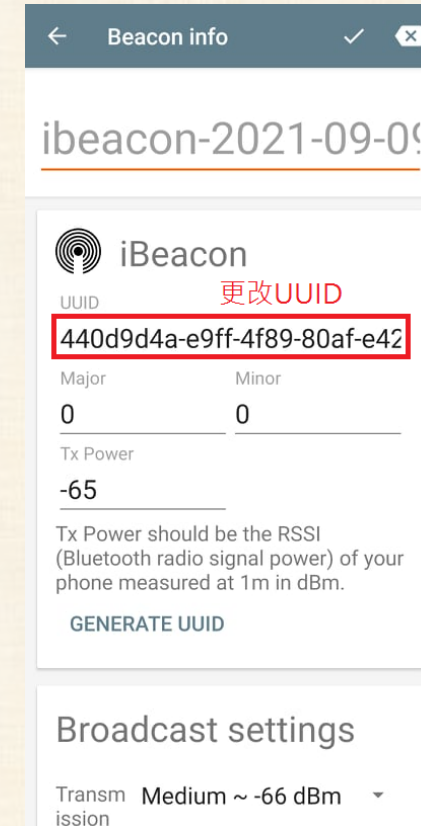 Beacon info
ibeacon-2021-09-09
iBeacon
更改UUID
UUID
440d9d4a-e9ff-4f89-80af-e42
Major Minor
0 0
Tx Power
-65
Tx Power should be the RSSI
(Bluetooth radio signal power) of your
phone measured at 1m in dBm.
GENERATE UUID
Broadcast settings
Transm Medium ~ -66 dBm
ission